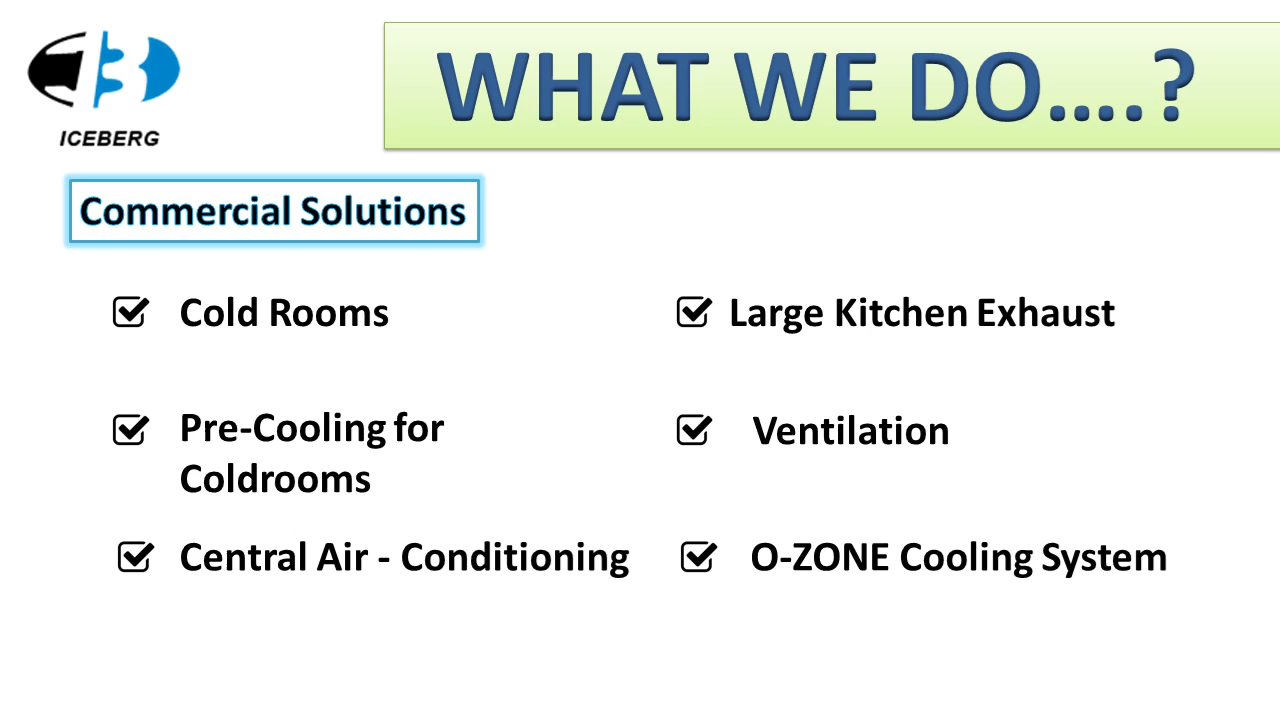 ICEBERG
WHAT WE DO....?
Commercial Solutions
Cold Rooms
Large Kitchen Exhaust
Pre-Cooling for
Coldrooms
Ventilation
Central Air - Conditioning
O-ZONE Cooling System